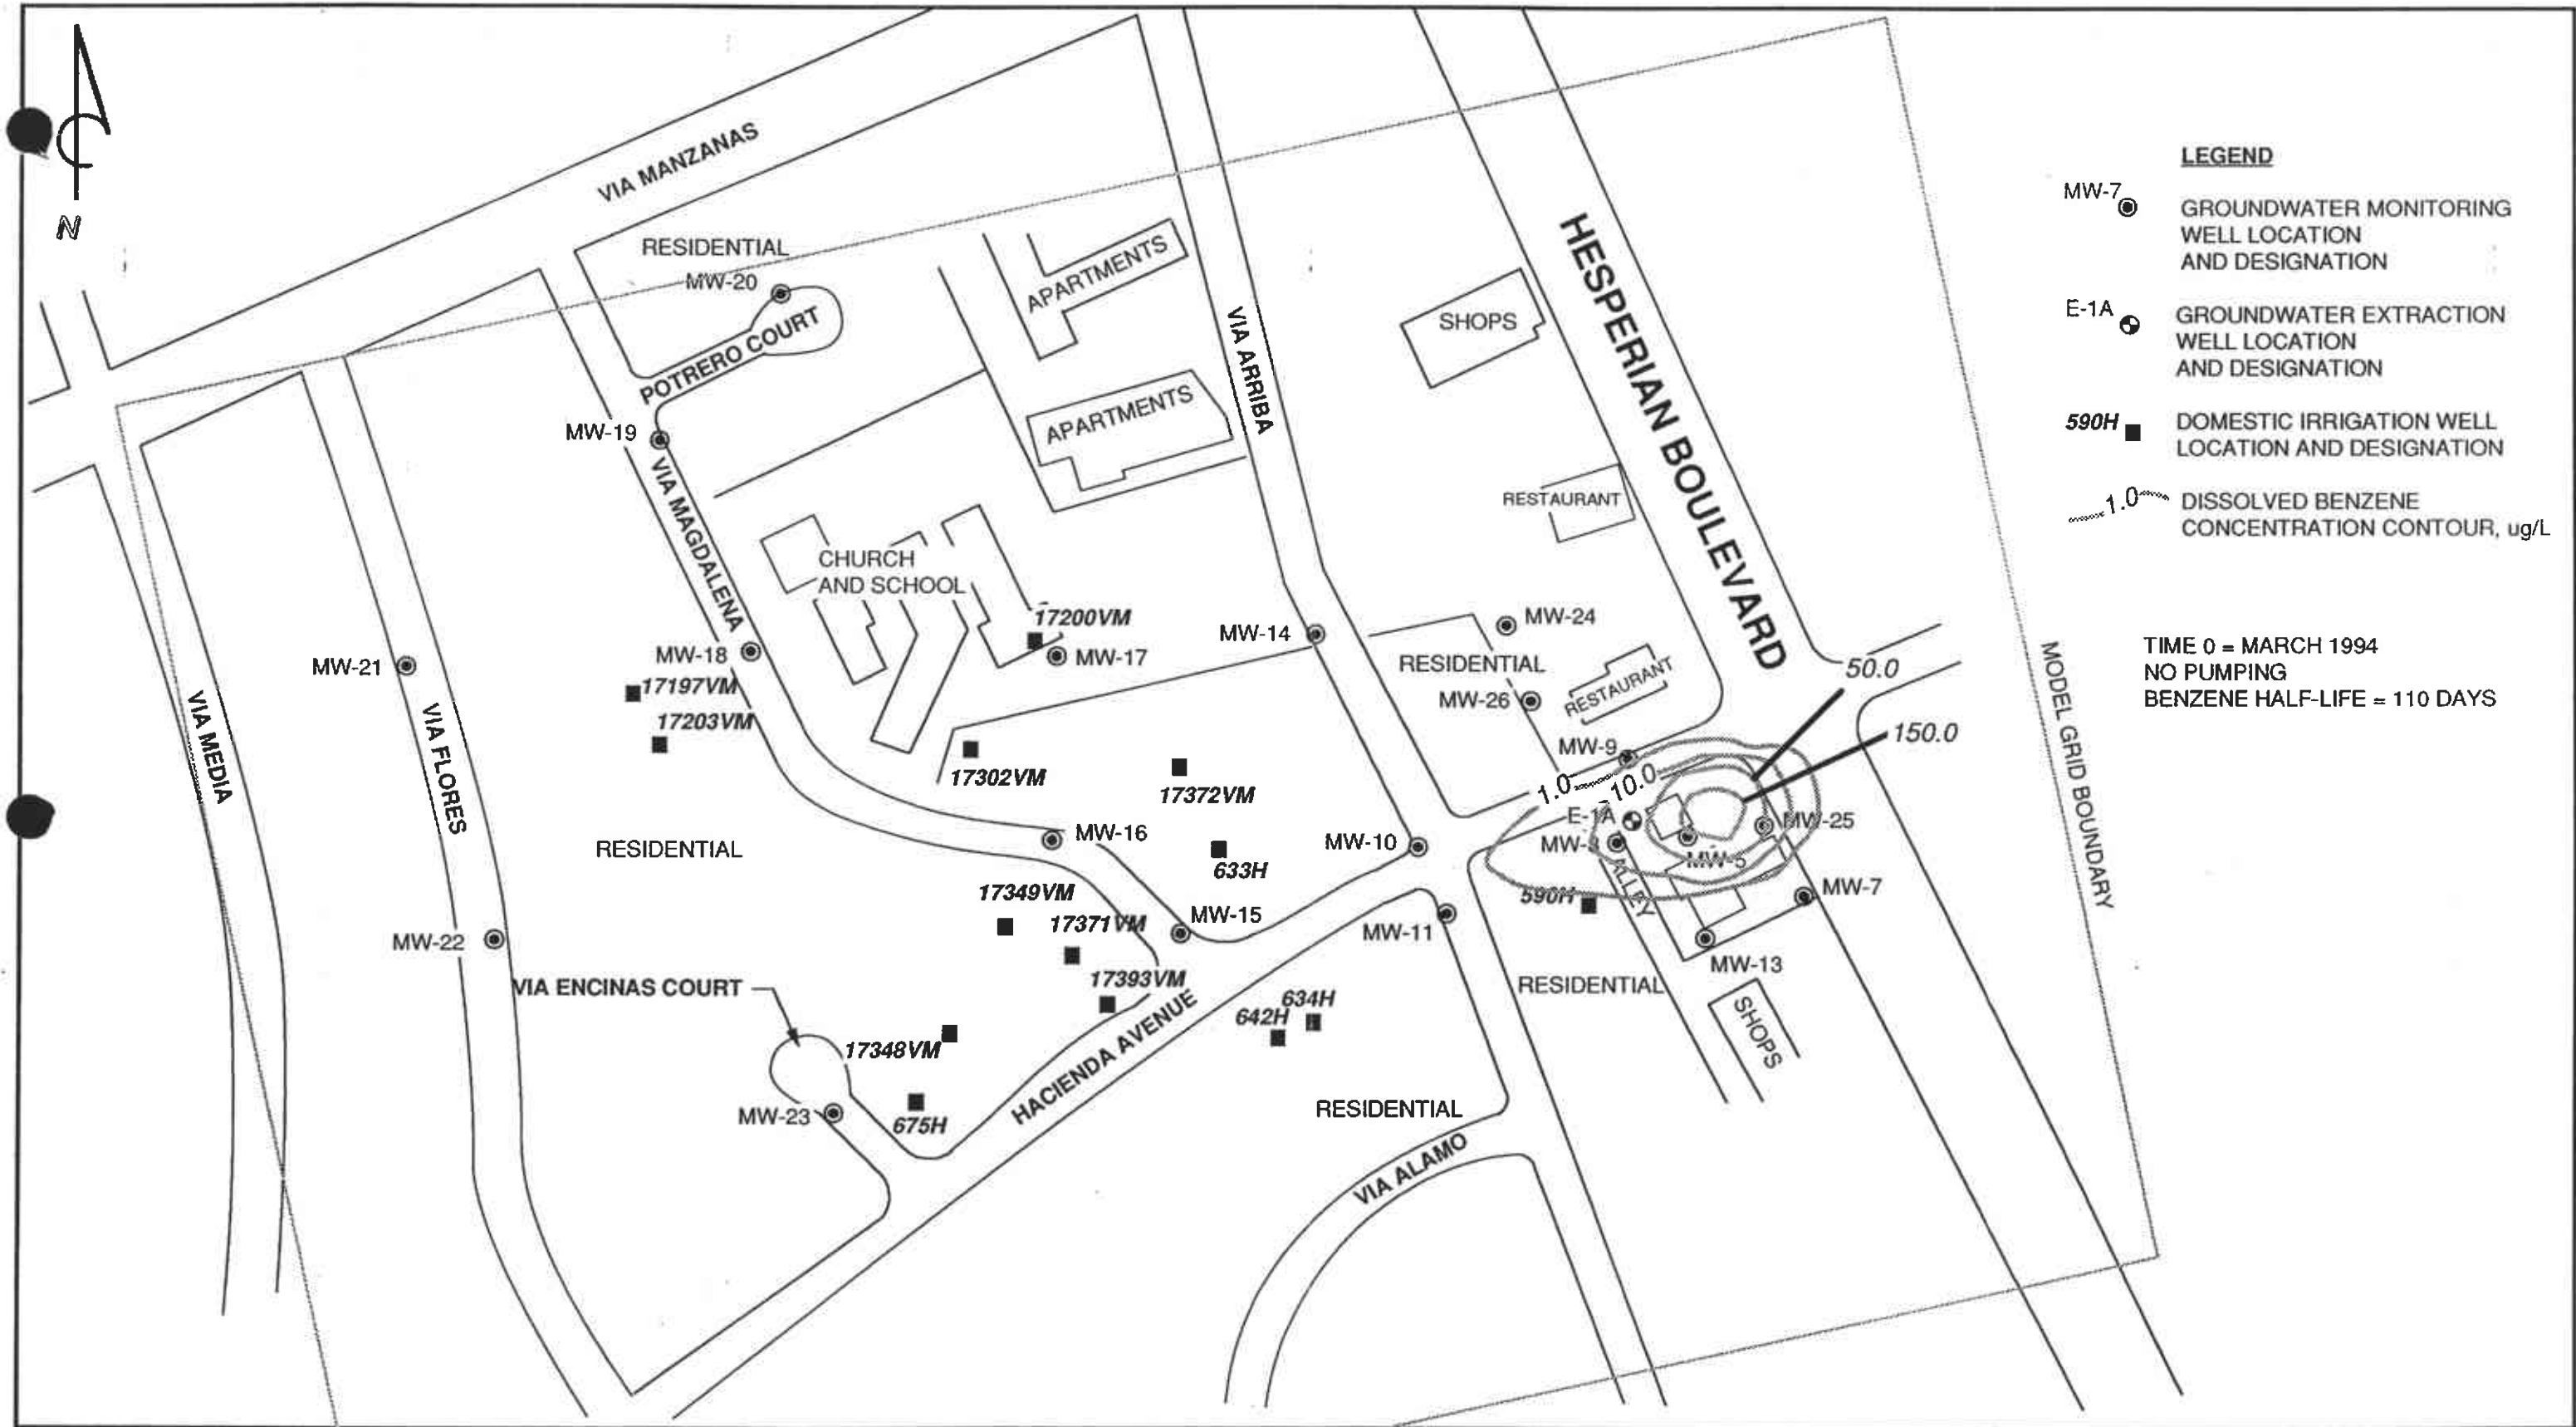 N
VIA MANZANAS
RESIDENTIAL
MW-20
POTRERO COURT
APARTMENTS
APARTMENTS
VIA ARRIBA
SHOPS
HESPERIAN BOULEVARD
MW-19
VIA MAGDALENA
RESTAURANT
CHURCH
AND SCHOOL
17200VM
MW-17
MW-14
MW-24
RESIDENTIAL
RESTAURANT
MW-26
MW-18
17197VM
17203VM
MW-21
VIA MEDIA
VIA FLORES
17302VM
17372VM
MW-9
50.0
150.0
1.0
10.0
E-1A
MW-8
MW-5
MW-25
MW-7
590H
ALLEY
MW-13
MW-16
MW-10
633H
RESIDENTIAL
17349VM
17371VM
MW-15
MW-11
MW-22
17393VM
VIA ENCINAS COURT
RESIDENTIAL
634H
642H
SHOPS
17348VM
HACIENDA AVENUE
MW-23
675H
RESIDENTIAL
VIA ALAMO
MODEL GRID BOUNDARY
LEGEND
MW-7
GROUNDWATER MONITORING
WELL LOCATION
AND DESIGNATION
E-1A
GROUNDWATER EXTRACTION
WELL LOCATION
AND DESIGNATION
590H
DOMESTIC IRRIGATION WELL
LOCATION AND DESIGNATION
1.0
DISSOLVED BENZENE
CONCENTRATION CONTOUR, ug/L
TIME 0 = MARCH 1994
NO PUMPING
BENZENE HALF-LIFE = 110 DAYS